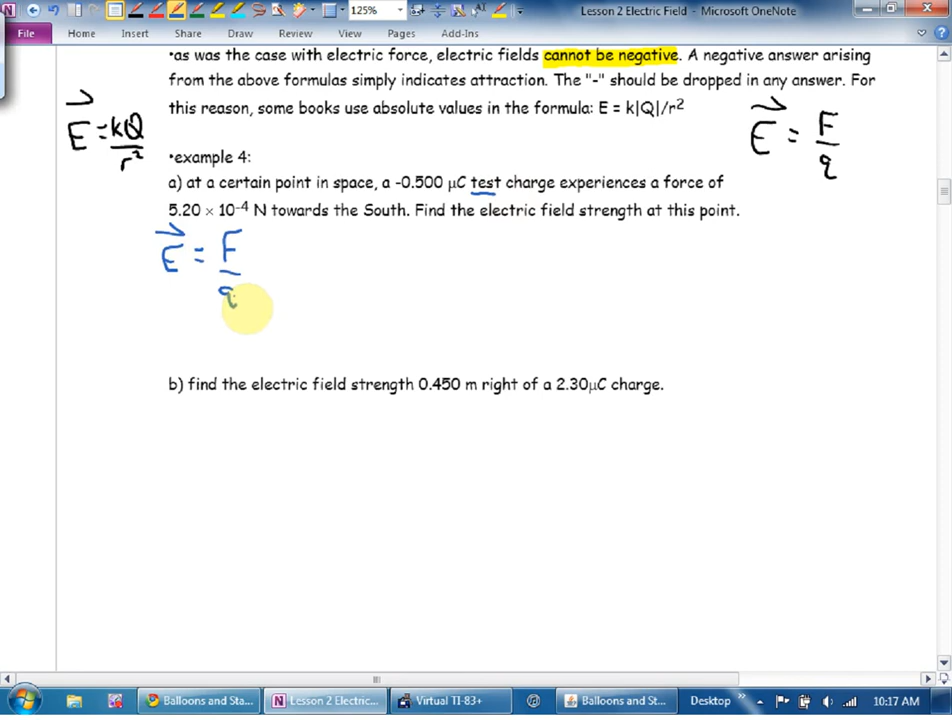 Lesson 2 Electric Field - Microsoft OneNote
125%
File Home Insert Share Draw Review View Pages Add-Ins
•as was the case with electric force, electric fields cannot be negative. A negative answer arising
from the above formulas simply indicates attraction. The "-" should be dropped in any answer. For
this reason, some books use absolute values in the formula: E = k|Q|/r²
E⃗ = kQ/r²
E⃗ = F/q
•example 4:
a) at a certain point in space, a -0.500 μC test charge experiences a force of
5.20 × 10⁻⁴ N towards the South. Find the electric field strength at this point.
E⃗ = F/q
b) find the electric field strength 0.450 m right of a 2.30μC charge.
Balloons and Sta... Lesson 2 Electric... Virtual TI-83+ Balloons and St... Desktop » 10:17 AM